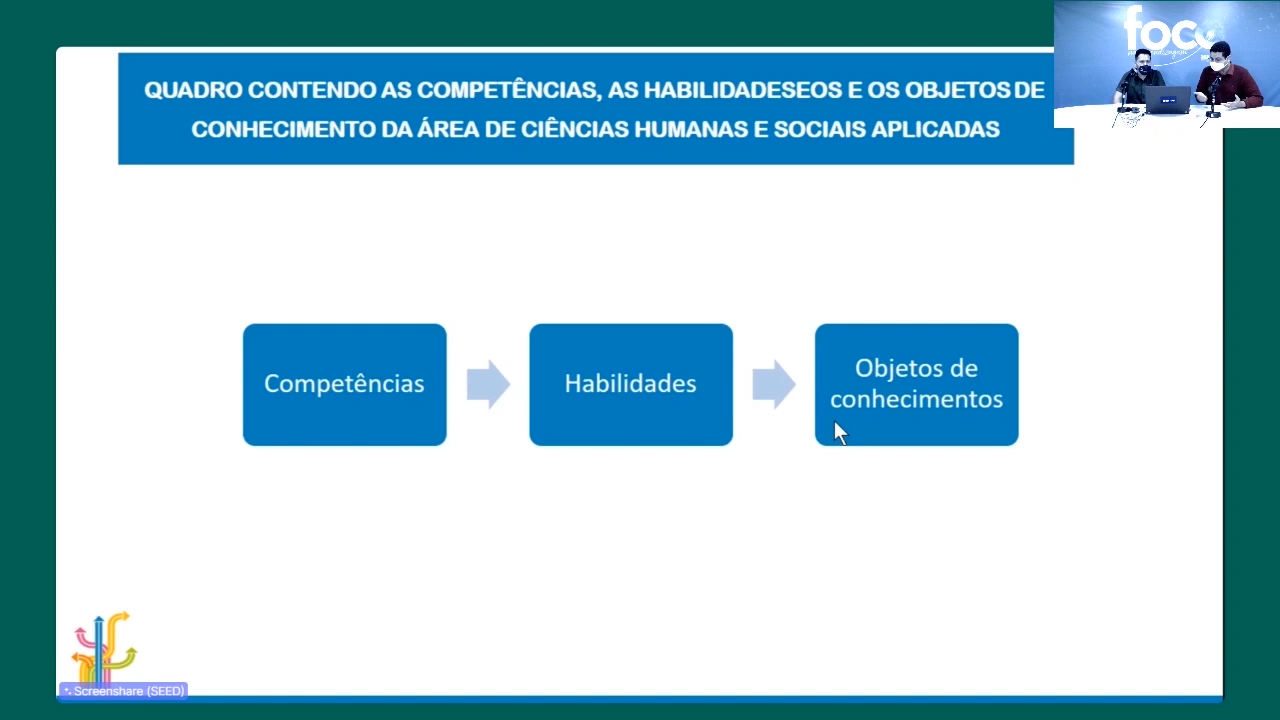 QUADRO CONTENDO AS COMPETÊNCIAS, AS HABILIDADESEOS E OS OBJETOS DE
CONHECIMENTO DA ÁREA DE CIÊNCIAS HUMANAS E SOCIAIS APLICADAS
foco
Competências
Habilidades
Objetos de
conhecimentos
Screenshare (SEED)